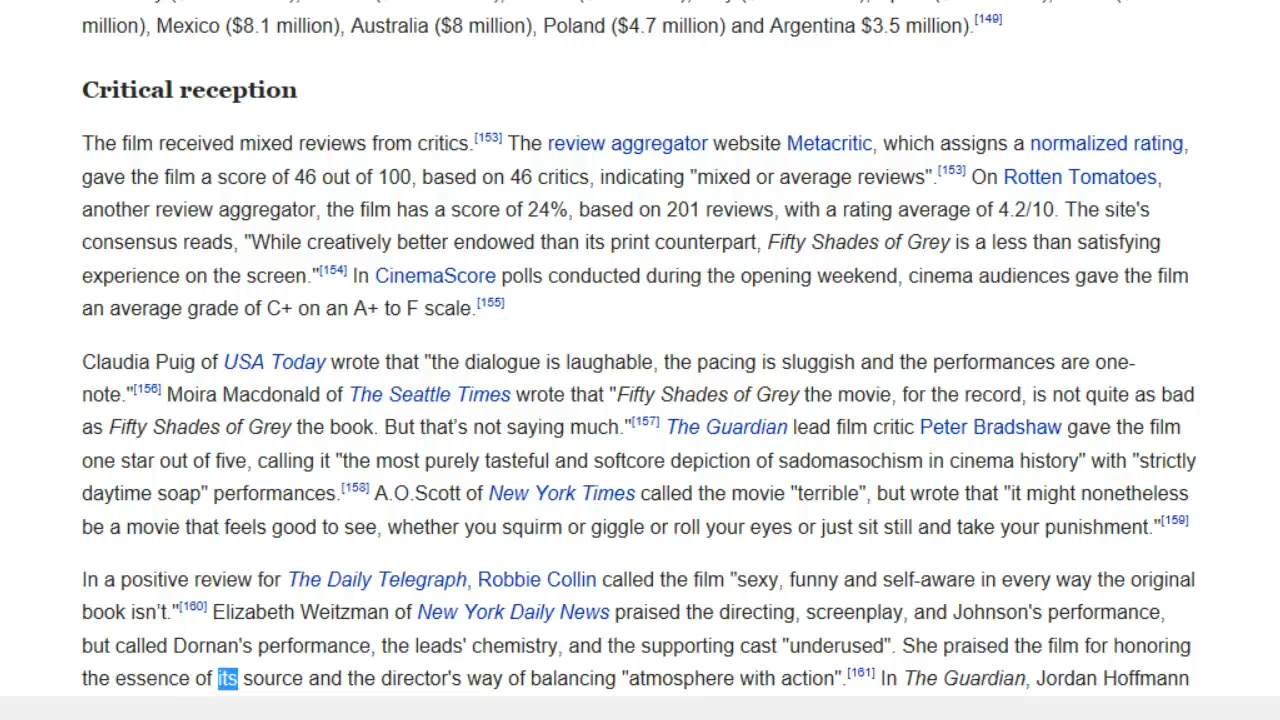 million), Mexico ($8.1 million), Australia ($8 million), Poland ($4.7 million) and Argentina $3.5 million).[149]
Critical reception
The film received mixed reviews from critics.[153] The review aggregator website Metacritic, which assigns a normalized rating,
gave the film a score of 46 out of 100, based on 46 critics, indicating "mixed or average reviews".[153] On Rotten Tomatoes,
another review aggregator, the film has a score of 24%, based on 201 reviews, with a rating average of 4.2/10. The site's
consensus reads, "While creatively better endowed than its print counterpart, Fifty Shades of Grey is a less than satisfying
experience on the screen."[154] In CinemaScore polls conducted during the opening weekend, cinema audiences gave the film
an average grade of C+ on an A+ to F scale.[155]
Claudia Puig of USA Today wrote that "the dialogue is laughable, the pacing is sluggish and the performances are one-
note."[156] Moira Macdonald of The Seattle Times wrote that "Fifty Shades of Grey the movie, for the record, is not quite as bad
as Fifty Shades of Grey the book. But that's not saying much."[157] The Guardian lead film critic Peter Bradshaw gave the film
one star out of five, calling it "the most purely tasteful and softcore depiction of sadomasochism in cinema history" with "strictly
daytime soap" performances.[158] A.O.Scott of New York Times called the movie "terrible", but wrote that "it might nonetheless
be a movie that feels good to see, whether you squirm or giggle or roll your eyes or just sit still and take your punishment."[159]
In a positive review for The Daily Telegraph, Robbie Collin called the film "sexy, funny and self-aware in every way the original
book isn't."[160] Elizabeth Weitzman of New York Daily News praised the directing, screenplay, and Johnson's performance,
but called Dornan's performance, the leads' chemistry, and the supporting cast "underused". She praised the film for honoring
the essence of its source and the director's way of balancing "atmosphere with action".[161] In The Guardian, Jordan Hoffmann